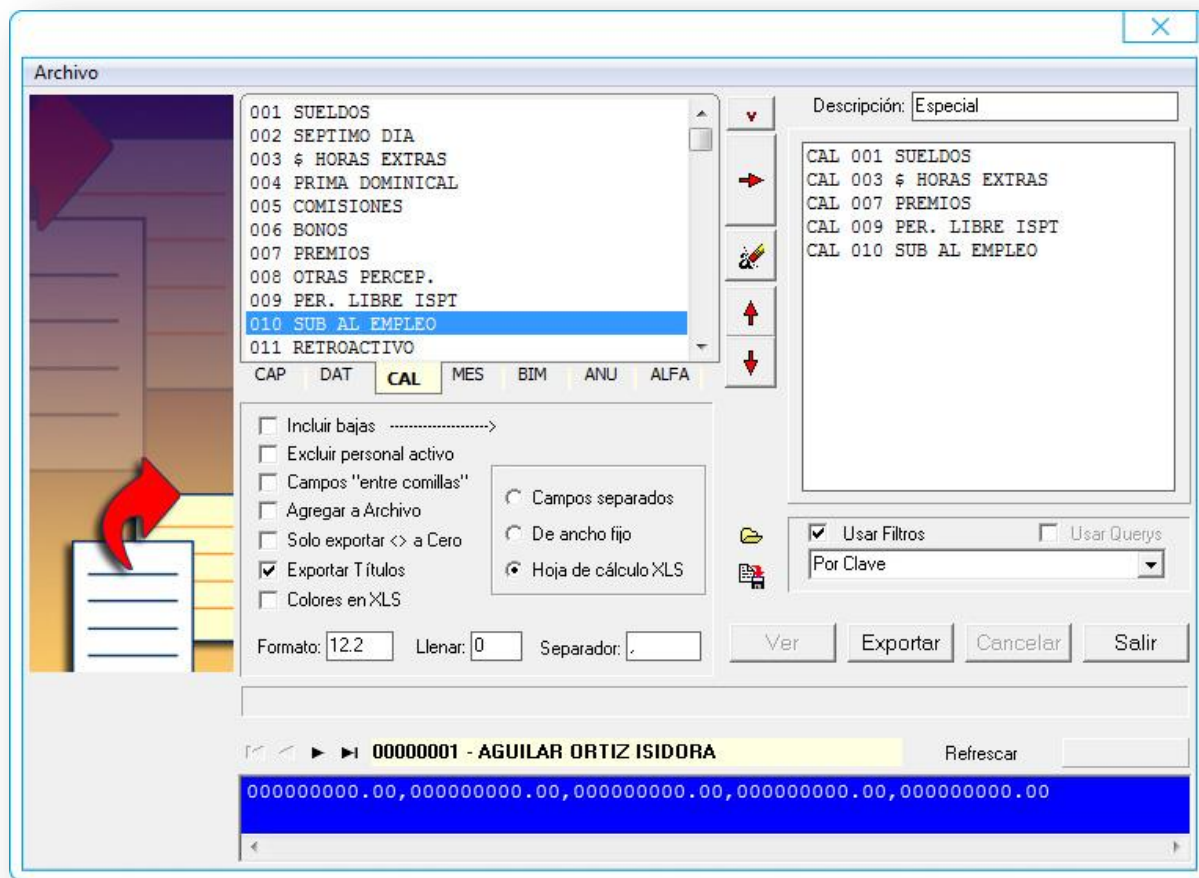 Archivo
001 SUELDOS
002 SEPTIMO DIA
003 $ HORAS EXTRAS
004 PRIMA DOMINICAL
005 COMISIONES
006 BONOS
007 PREMIOS
008 OTRAS PERCEP.
009 PER. LIBRE ISPT
010 SUB AL EMPLEO
011 RETROACTIVO
CAP DAT CAL MES BIM ANU ALFA
v
a
Descripción: Especial
CAL 001 SUELDOS
CAL 003 $ HORAS EXTRAS
CAL 007 PREMIOS
CAL 009 PER. LIBRE ISPT
CAL 010 SUB AL EMPLEO
Incluir bajas -------------------->
Excluir personal activo
Campos "entre comillas"
Agregar a Archivo
Solo exportar <> a Cero
Exportar Títulos
Colores en XLS
Campos separados
De ancho fijo
Hoja de cálculo XLS
Formato: 12.2 Llenar: 0 Separador: ,
Usar Filtros Usar Querys
Por Clave
Ver Exportar Cancelar Salir
00000001 - AGUILAR ORTIZ ISIDORA Refrescar
000000000.00,000000000.00,000000000.00,000000000.00,000000000.00